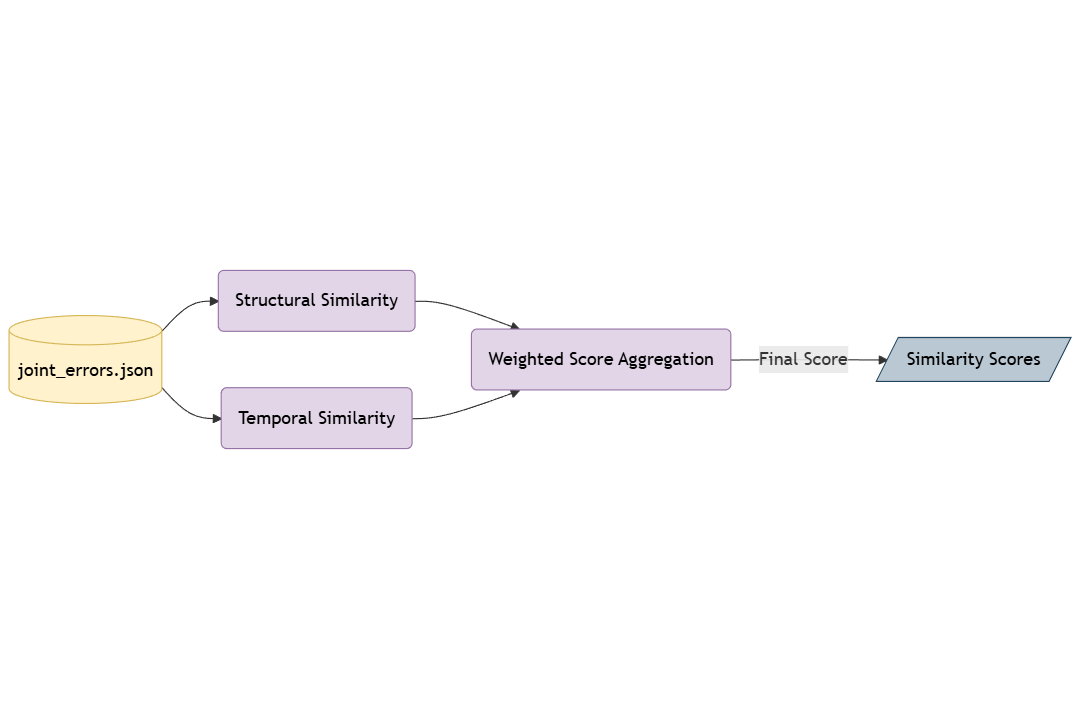 joint_errors.json
Structural Similarity
Temporal Similarity
Weighted Score Aggregation
Final Score
Similarity Scores